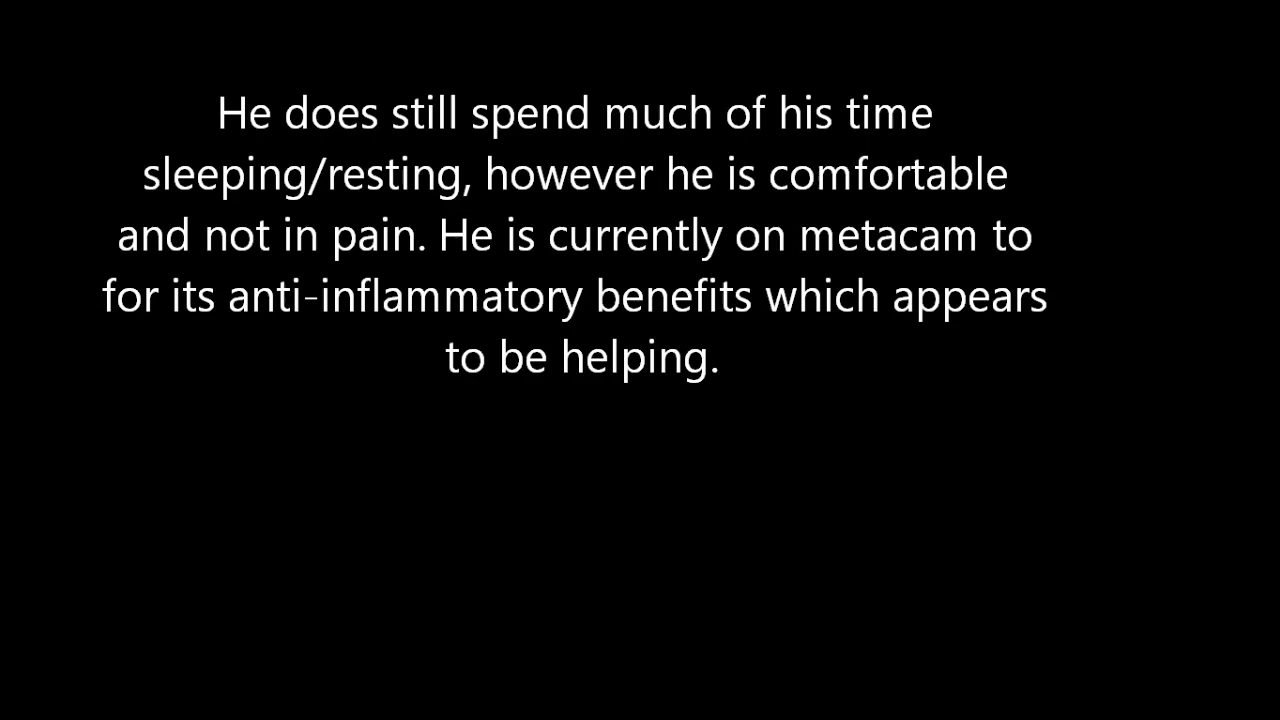 He does still spend much of his time
sleeping/resting, however he is comfortable
and not in pain. He is currently on metacam to
for its anti-inflammatory benefits which appears
to be helping.